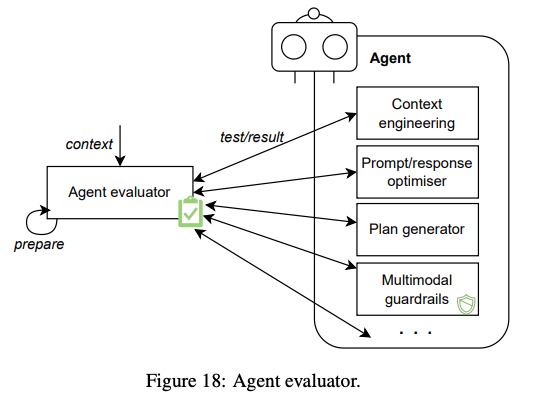 Agent
Context
engineering
test/result
context
Prompt/response
optimiser
Agent evaluator
Plan generator
prepare
Multimodal
guardrails
. . .
Figure 18: Agent evaluator.